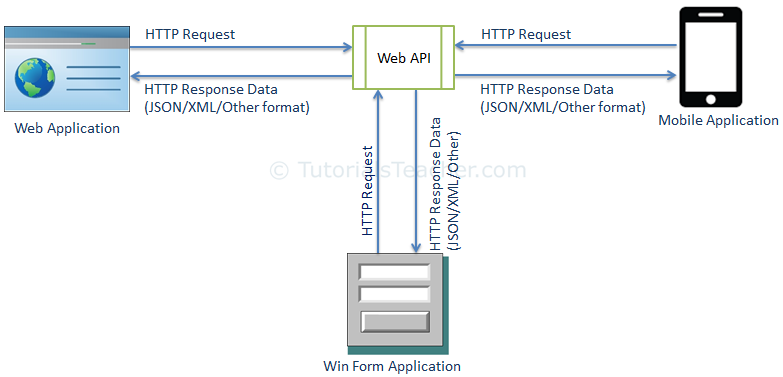 HTTP Request
HTTP Response Data
(JSON/XML/Other format)
Web Application
Web API
HTTP Request
HTTP Response Data
(JSON/XML/Other format)
Mobile Application
© TutorialsTeacher.com
HTTP Request
HTTP Response Data
(JSON/XML/Other)
Win Form Application